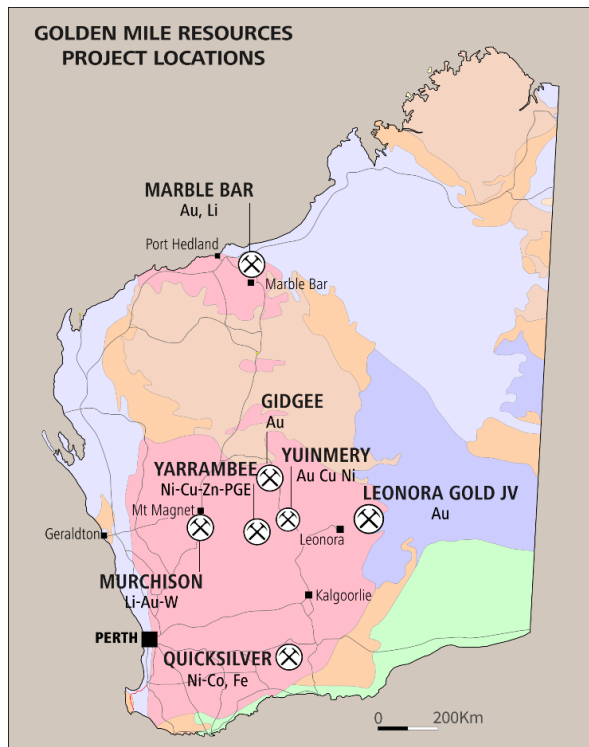 GOLDEN MILE RESOURCES
PROJECT LOCATIONS
MARBLE BAR
Au, Li
Port Hedland
Marble Bar
GIDGEE
Au
YUINMERY
Au Cu Ni
YARRAMBEE
Ni-Cu-Zn-PGE
LEONORA GOLD JV
Au
Mt Magnet
Geraldton
Leonora
MURCHISON
Li-Au-W
Kalgoorlie
PERTH
QUICKSILVER
Ni-Co, Fe
0 200Km